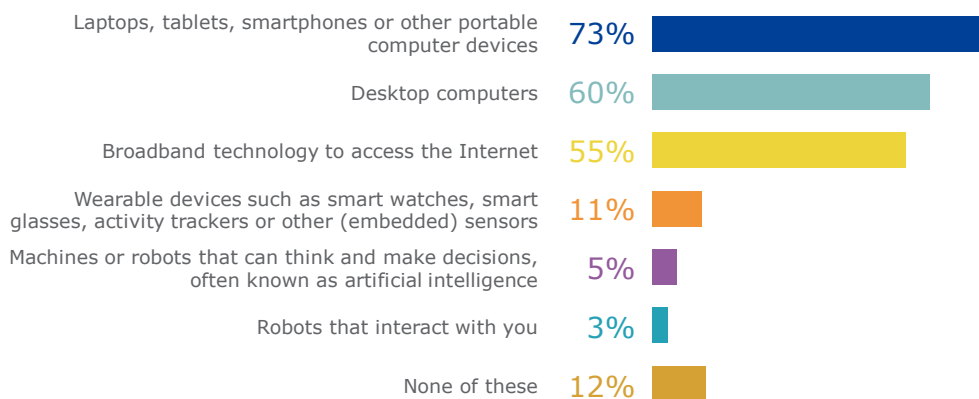 Laptops, tablets, smartphones or other portable
computer devices
73%
Desktop computers
60%
Broadband technology to access the Internet
55%
Wearable devices such as smart watches, smart
glasses, activity trackers or other (embedded) sensors
11%
Machines or robots that can think and make decisions,
often known as artificial intelligence
5%
Robots that interact with you
3%
None of these
12%